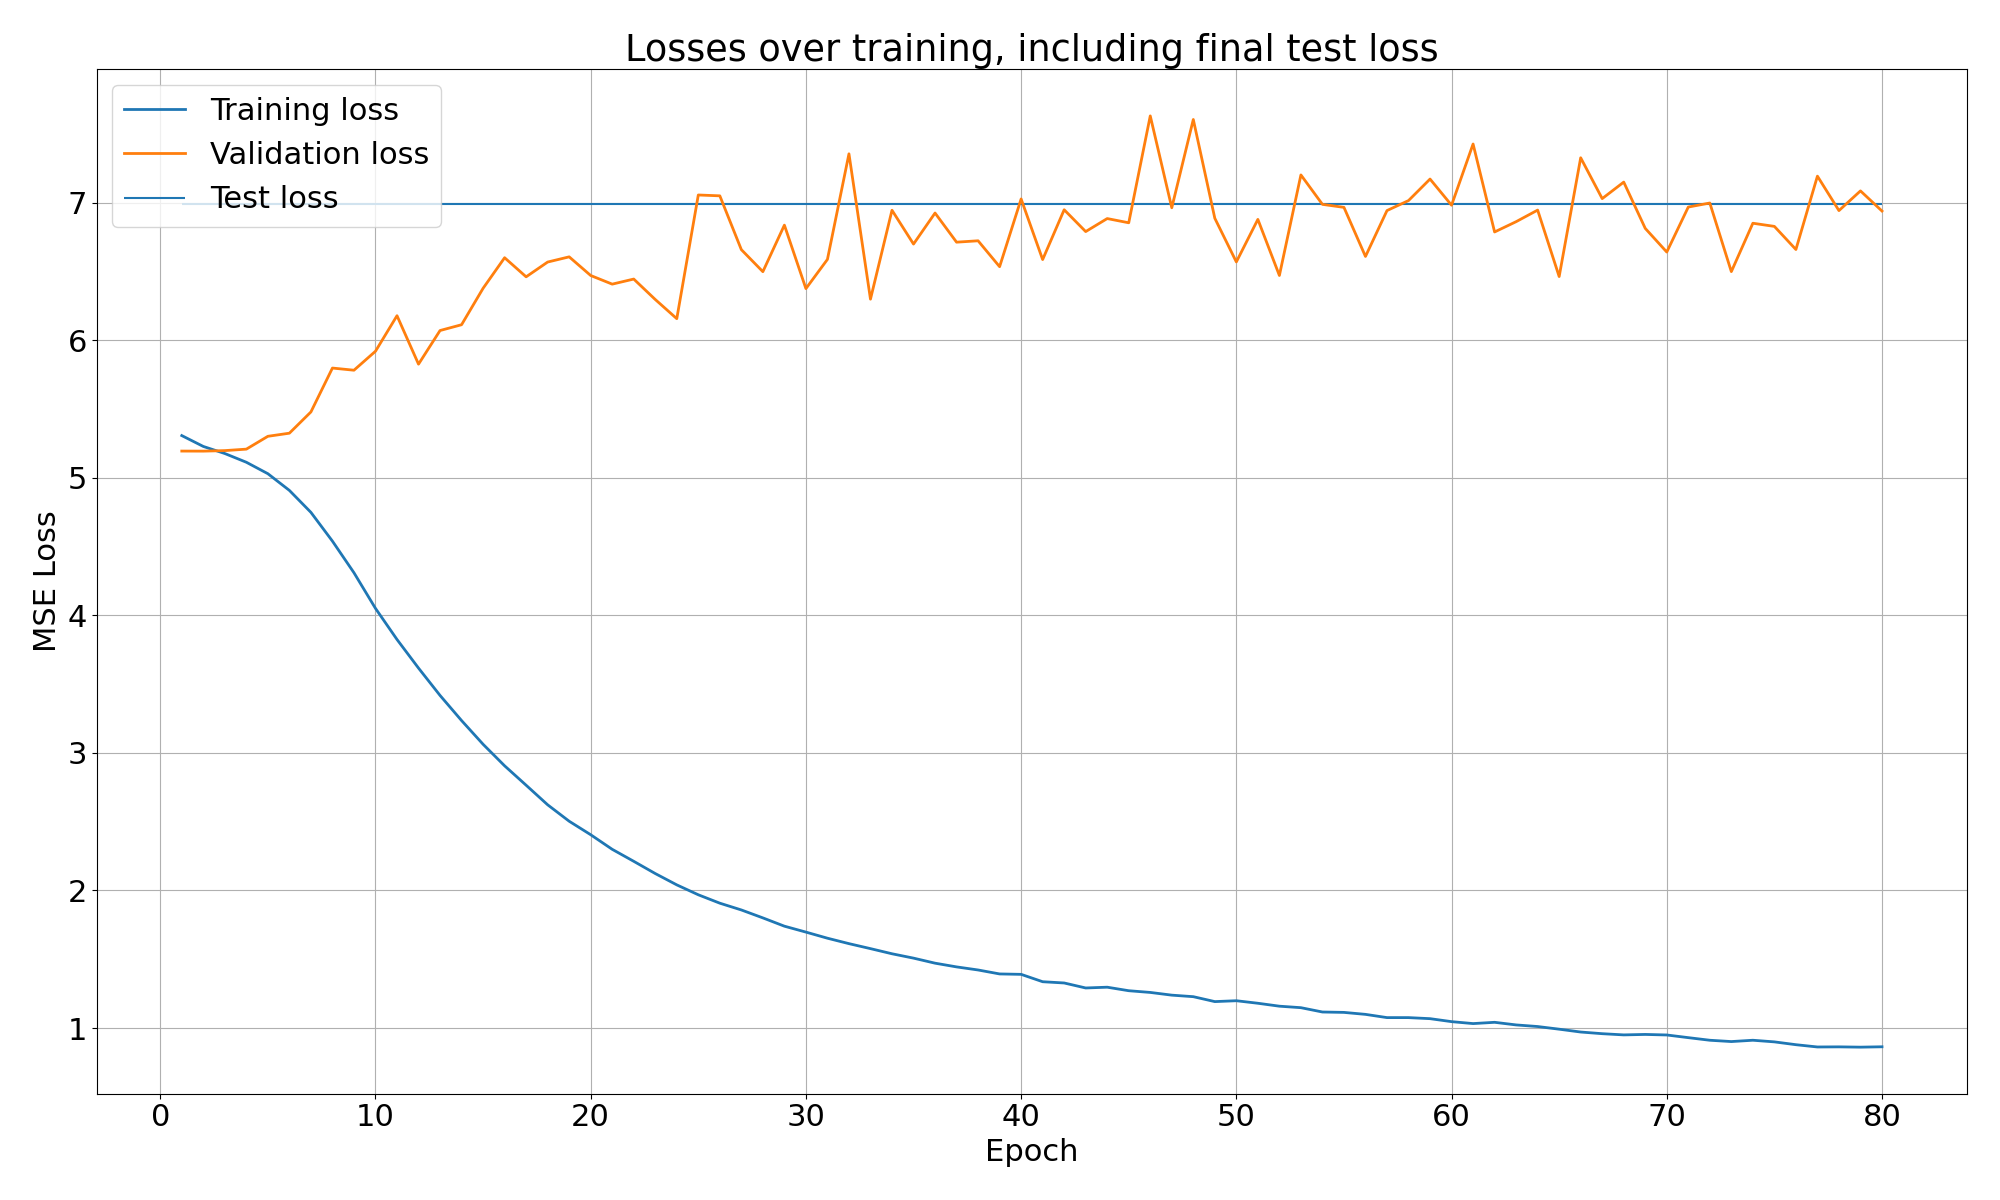 Losses over training, including final test loss
Training loss
Validation loss
Test loss
7
6
5
4
3
2
1
MSE Loss
0 10 20 30 40 50 60 70 80
Epoch